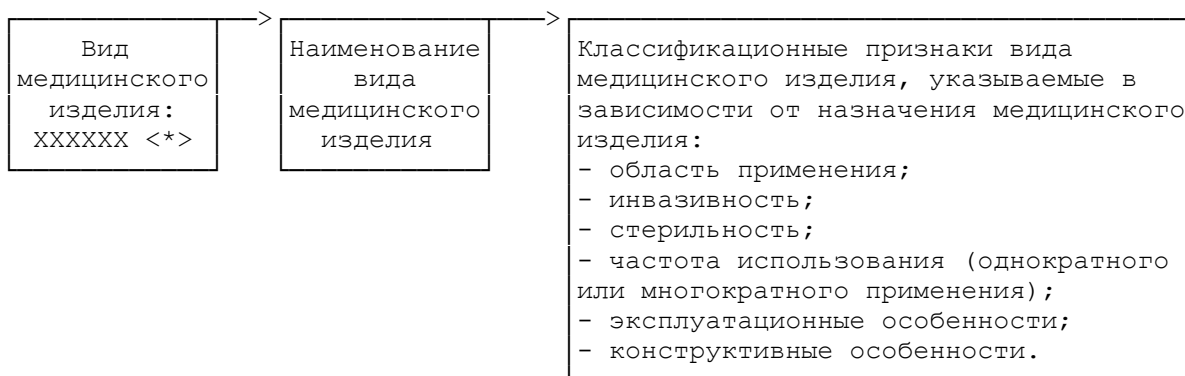 Вид
медицинского
изделия:
XXXXXX <*>
Наименование
вида
медицинского
изделия
Классификационные признаки вида
медицинского изделия, указываемые в
зависимости от назначения медицинского
изделия:
- область применения;
- инвазивность;
- стерильность;
- частота использования (однократного
или многократного применения);
- эксплуатационные особенности;
- конструктивные особенности.